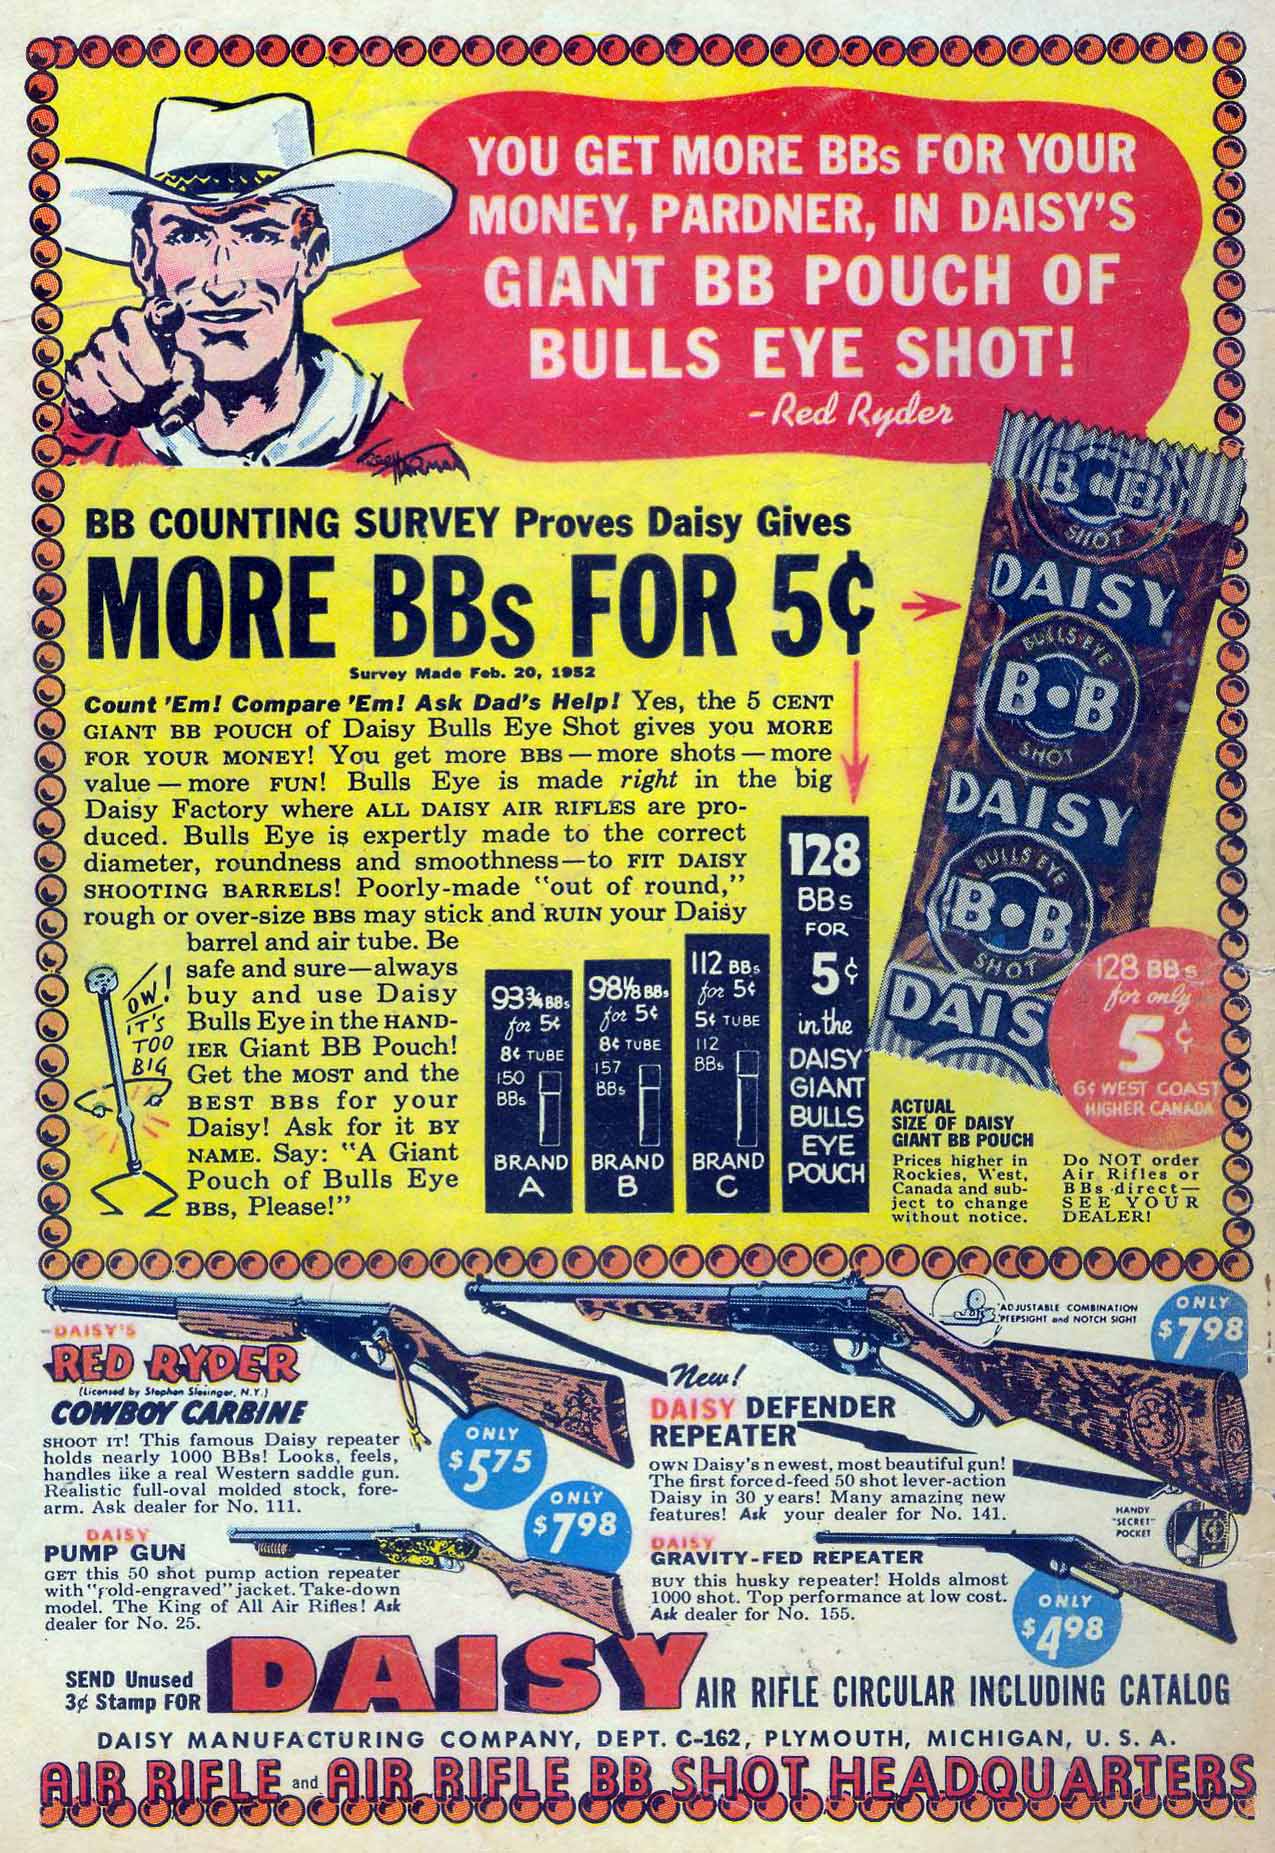 YOU GET MORE BBs FOR YOUR
MONEY, PARDNER, IN DAISY'S
GIANT BB POUCH OF
BULLS EYE SHOT!
-Red Ryder
BB COUNTING SURVEY Proves Daisy Gives
MORE BBs FOR 5¢
Survey Made Feb. 20, 1952
Count 'Em! Compare 'Em! Ask Dad's Help! Yes, the 5 CENT
GIANT BB POUCH of Daisy Bulls Eye Shot gives you MORE
FOR YOUR MONEY! You get more BBS — more shots — more
value — more FUN! Bulls Eye is made right in the big
Daisy Factory where ALL DAISY AIR RIFLES are pro-
duced. Bulls Eye is expertly made to the correct
diameter, roundness and smoothness—to FIT DAISY
SHOOTING BARRELS! Poorly-made "out of round,"
rough or over-size BBS may stick and RUIN your Daisy
barrel and air tube. Be
safe and sure—always
buy and use Daisy
Bulls Eye in the HAND-
IER Giant BB Pouch!
Get the MOST and the
BEST BBS for your
Daisy! Ask for it BY
NAME. Say: "A Giant
Pouch of Bulls Eye
BBS, Please!"
OW!
IT'S
TOO
BIG
93¾ BBs
for 5¢
8¢ TUBE
150
BBs
BRAND
A
98⅛ BBs
for 5¢
8¢ TUBE
157
BBs
BRAND
B
112 BBs
for 5¢
5¢ TUBE
112
BBs
BRAND
C
128
BBs
FOR
5¢
in the
DAISY
GIANT
BULLS
EYE
POUCH
SHOT
DAISY
BULLS·EYE
B•B
SHOT
DAISY
BULLS EYE
B•B
SHOT
DAIS
128 BBs
for only
5¢
6¢ WEST COAST
HIGHER CANADA
ACTUAL
SIZE OF DAISY
GIANT BB POUCH
Prices higher in
Rockies, West,
Canada and sub-
ject to change
without notice.
Do NOT order
Air Rifles or
BBs direct—
SEE YOUR
DEALER!
DAISY'S
RED RYDER
(Licensed by Stephen Slesinger, N.Y.)
COWBOY CARBINE
SHOOT IT! This famous Daisy repeater
holds nearly 1000 BBs! Looks, feels,
handles like a real Western saddle gun.
Realistic full-oval molded stock, fore-
arm. Ask dealer for No. 111.
ONLY
$5.75
ADJUSTABLE COMBINATION
PEEPSIGHT and NOTCH SIGHT
ONLY
$7.98
New!
DAISY DEFENDER
REPEATER
OWN Daisy's newest, most beautiful gun!
The first forced-feed 50 shot lever-action
Daisy in 30 years! Many amazing new
features! Ask your dealer for No. 141.
HANDY
"SECRET"
POCKET
DAISY
PUMP GUN
GET this 50 shot pump action repeater
with "gold-engraved" jacket. Take-down
model. The King of All Air Rifles! Ask
dealer for No. 25.
ONLY
$7.98
DAISY
GRAVITY-FED REPEATER
BUY this husky repeater! Holds almost
1000 shot. Top performance at low cost.
Ask dealer for No. 155.
ONLY
$4.98
SEND Unused
3¢ Stamp FOR
DAISY
AIR RIFLE CIRCULAR INCLUDING CATALOG
DAISY MANUFACTURING COMPANY, DEPT. C-162, PLYMOUTH, MICHIGAN, U.S.A.
AIR RIFLE and AIR RIFLE BB SHOT HEADQUARTERS